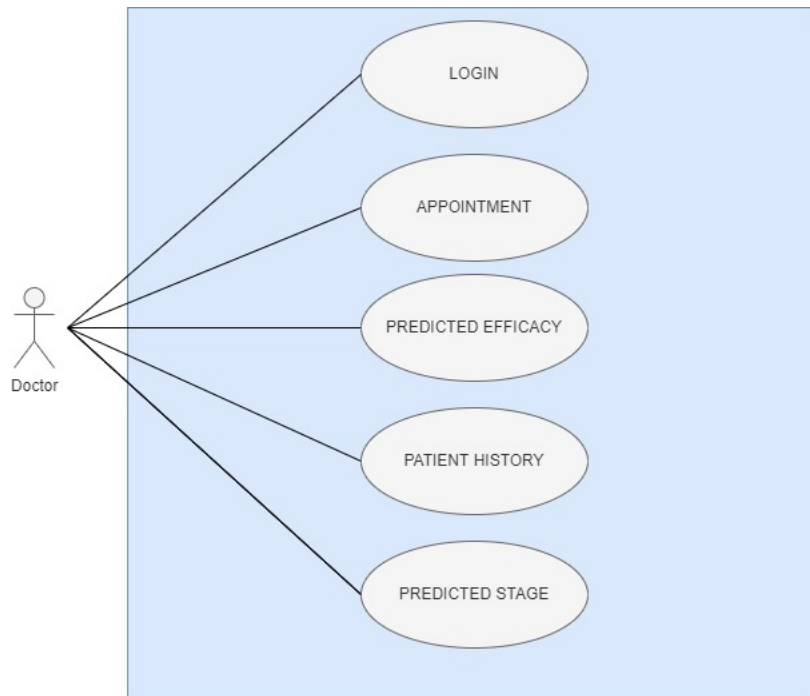 LOGIN
APPOINTMENT
PREDICTED EFFICACY
Doctor
PATIENT HISTORY
PREDICTED STAGE